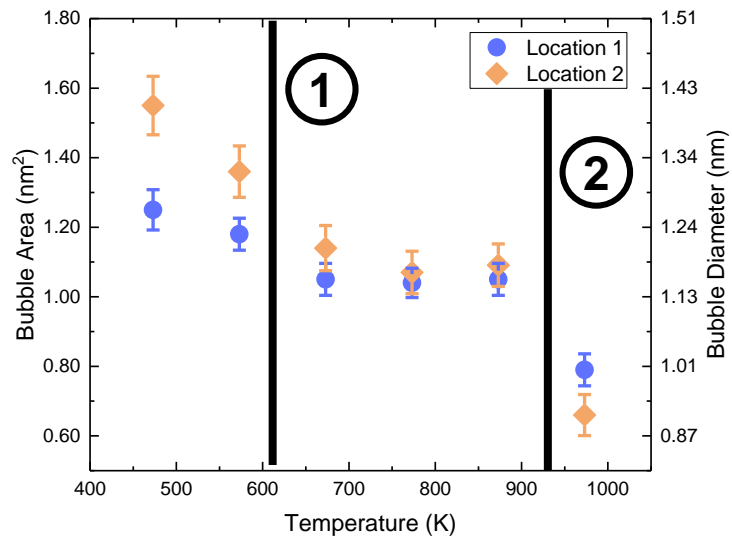 Location 1
Location 2
1
2
Bubble Area (nm²)
1.80
1.60
1.40
1.20
1.00
0.80
0.60
1.51
1.43
1.34
1.24
1.13
1.01
0.87
Bubble Diameter (nm)
400 500 600 700 800 900 1000
Temperature (K)